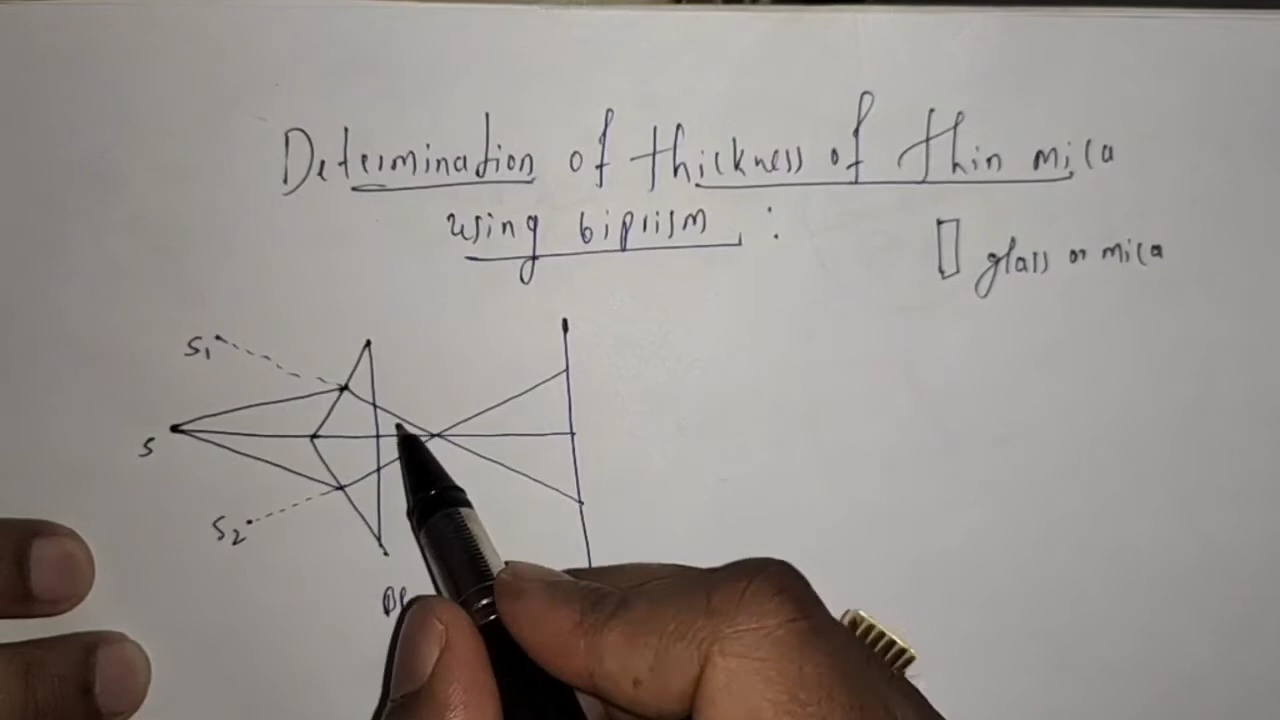 Determination of thickness of thin mica
using biprism :
glass or mica
S1
S
S2